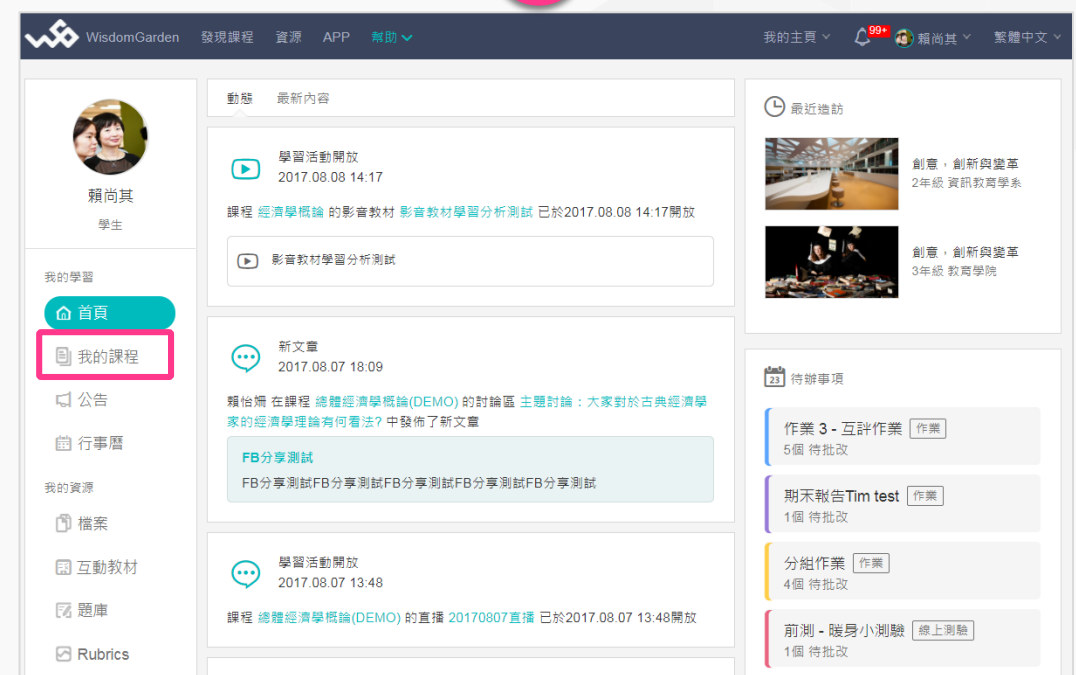 WisdomGarden 發現課程 資源 APP 幫助 我的主頁 99+ 賴尚其 繁體中文
賴尚其
學生
我的學習
首頁
我的課程
公告
行事曆
我的資源
檔案
互動教材
題庫
Rubrics
動態 最新內容
學習活動開放
2017.08.08 14:17
課程 經濟學概論 的影音教材 影音教材學習分析測試 已於2017.08.08 14:17開放
影音教材學習分析測試
新文章
2017.08.07 18:09
賴怡姍 在課程 總體經濟學概論(DEMO) 的討論區 主題討論：大家對於古典經濟學
家的經濟學理論有何看法? 中發佈了新文章
FB分享測試
FB分享測試FB分享測試FB分享測試FB分享測試FB分享測試
學習活動開放
2017.08.07 13:48
課程 總體經濟學概論(DEMO) 的直播 20170807直播 已於2017.08.07 13:48開放
最近造訪
創意，創新與變革
2年級 資訊教育學系
創意，創新與變革
3年級 教育學院
23 待辦事項
作業 3 - 互評作業 作業
5個 待批改
期末報告Tim test 作業
1個 待批改
分組作業 作業
4個 待批改
前測 - 暖身小測驗 線上測驗
1個 待批改